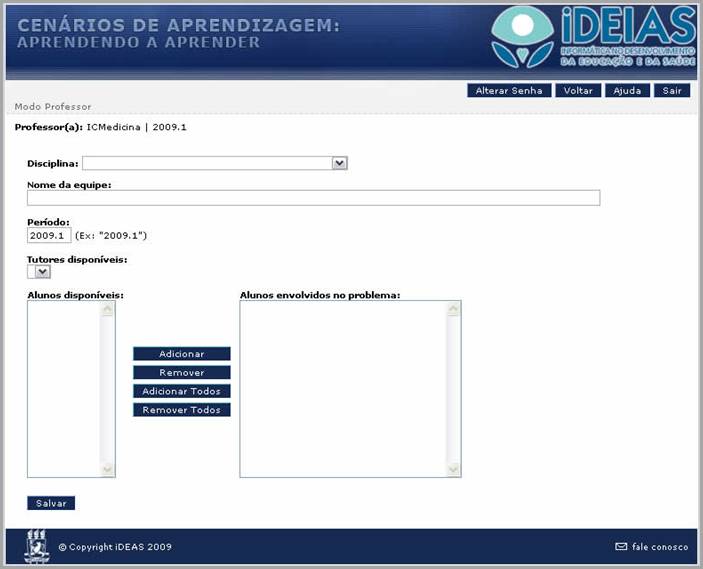 CENÁRIOS DE APRENDIZAGEM:
APRENDENDO A APRENDER
iDEIAS
INFORMÁTICA NO DESENVOLVIMENTO
DA EDUCAÇÃO E DA SAÚDE
Alterar Senha Voltar Ajuda Sair
Modo Professor
Professor(a): ICMedicina | 2009.1
Disciplina:
Nome da equipe:
Período:
2009.1 (Ex: "2009.1")
Tutores disponíveis:
Alunos disponíveis: Alunos envolvidos no problema:
Adicionar
Remover
Adicionar Todos
Remover Todos
Salvar
© Copyright iDEAS 2009 fale conosco